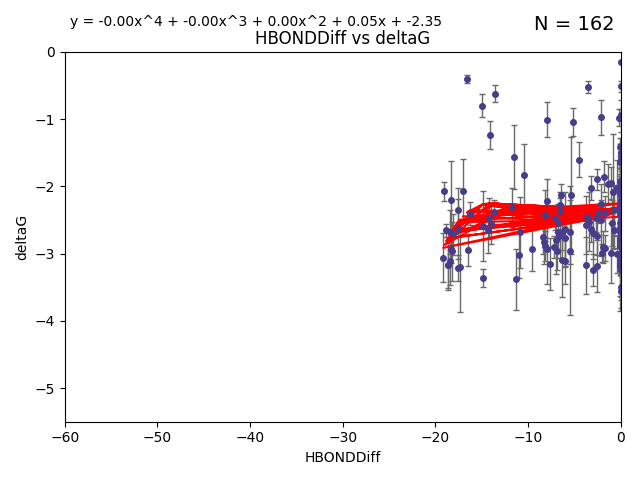 y = -0.00x^4 + -0.00x^3 + 0.00x^2 + 0.05x + -2.35
N = 162
HBONDDiff vs deltaG
0
−1
−2
−3
−4
−5
deltaG
−60 −50 −40 −30 −20 −10 0
HBONDDiff